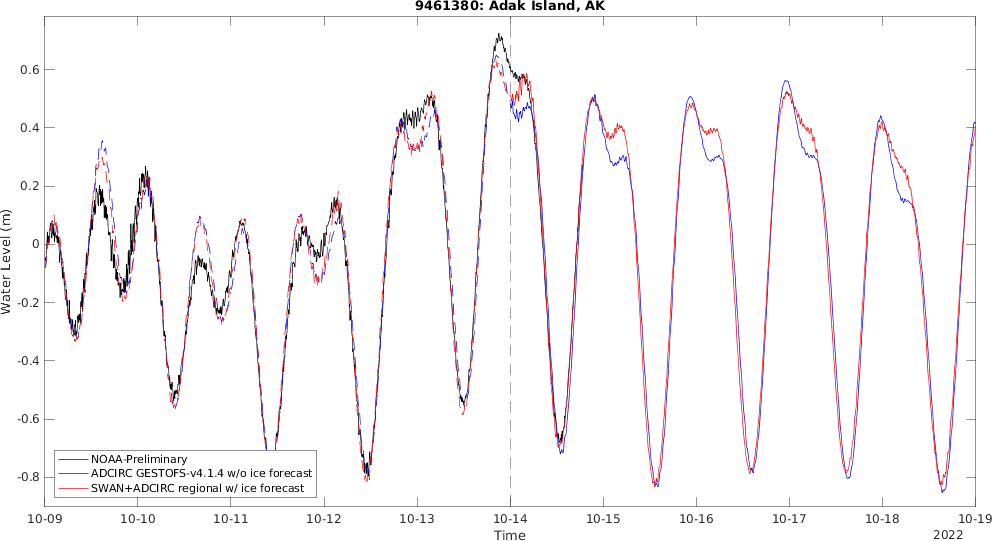 9461380: Adak Island, AK
Water Level (m)
0.6
0.4
0.2
0
-0.2
-0.4
-0.6
-0.8
NOAA-Preliminary
ADCIRC GESTOFS-v4.1.4 w/o ice forecast
SWAN+ADCIRC regional w/ ice forecast
10-09 10-10 10-11 10-12 10-13 10-14 10-15 10-16 10-17 10-18 10-19
Time
2022